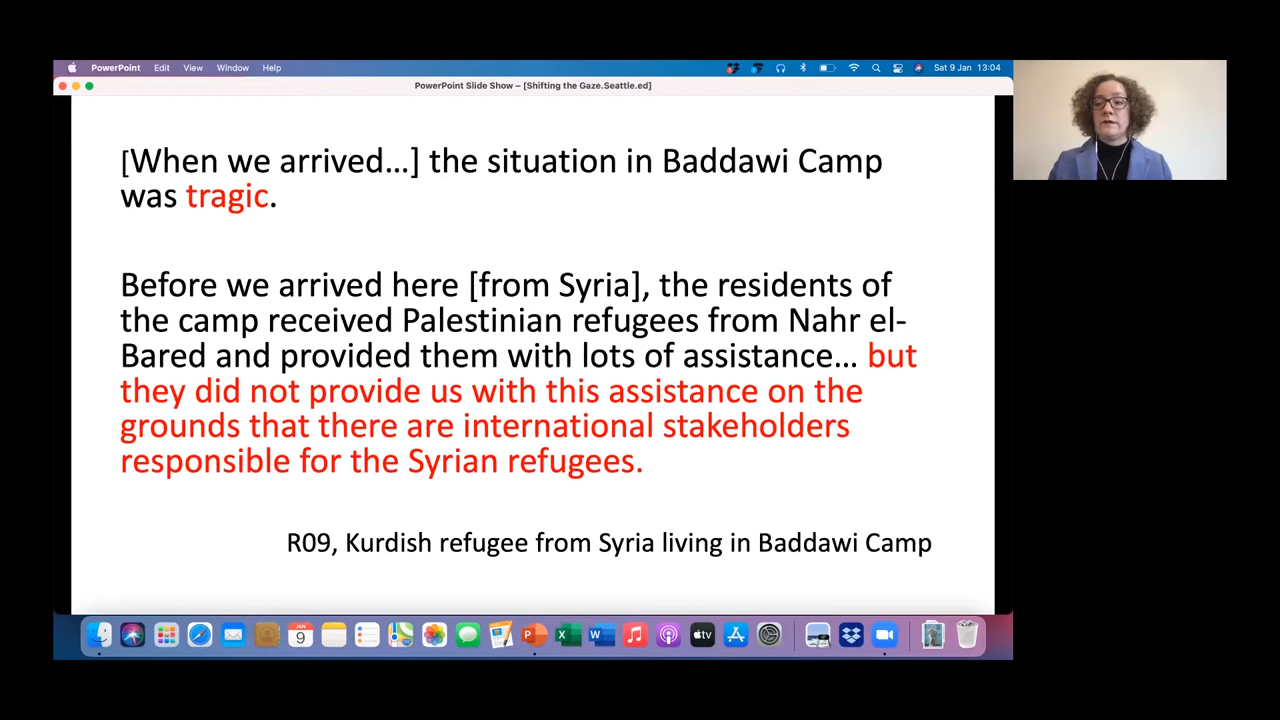 PowerPoint Edit View Window Help Sat 9 Jan 13:04
PowerPoint Slide Show – [Shifting the Gaze.Seattle.ed]
[When we arrived…] the situation in Baddawi Camp
was tragic.
Before we arrived here [from Syria], the residents of
the camp received Palestinian refugees from Nahr el-
Bared and provided them with lots of assistance… but
they did not provide us with this assistance on the
grounds that there are international stakeholders
responsible for the Syrian refugees.
R09, Kurdish refugee from Syria living in Baddawi Camp
JAN
9
tv